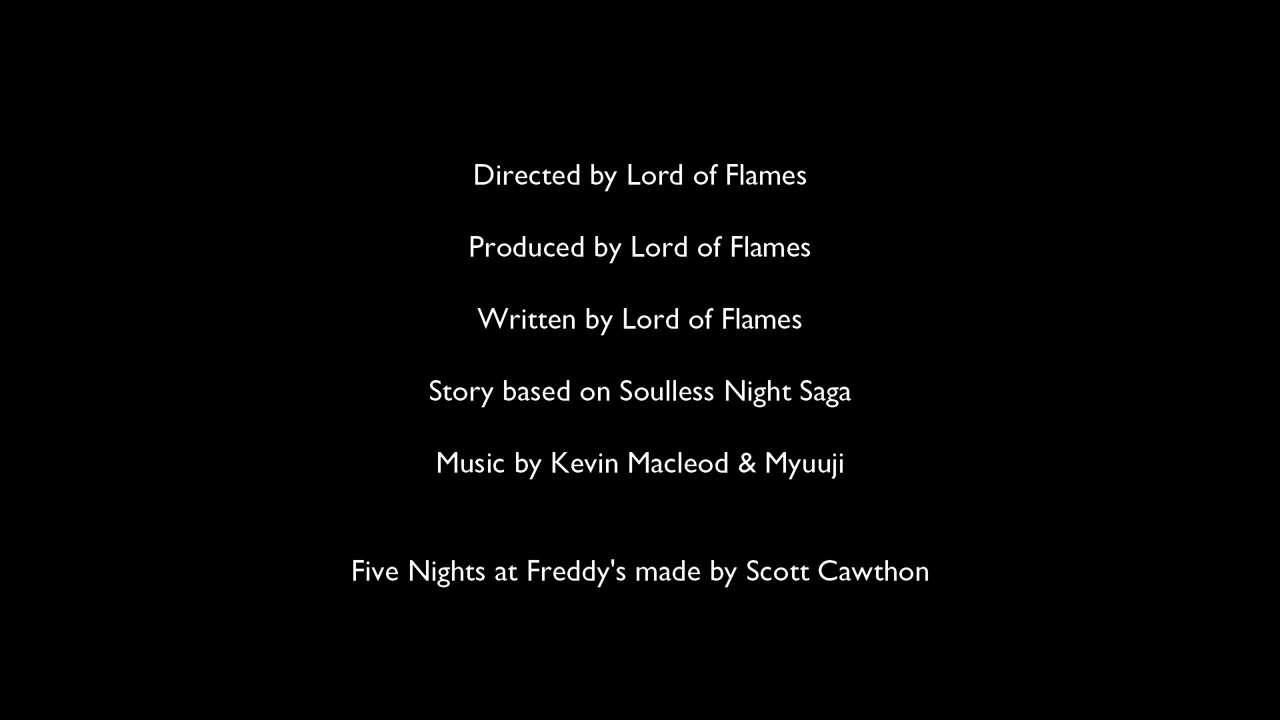 Directed by Lord of Flames
Produced by Lord of Flames
Written by Lord of Flames
Story based on Soulless Night Saga
Music by Kevin Macleod & Myuuji
Five Nights at Freddy's made by Scott Cawthon